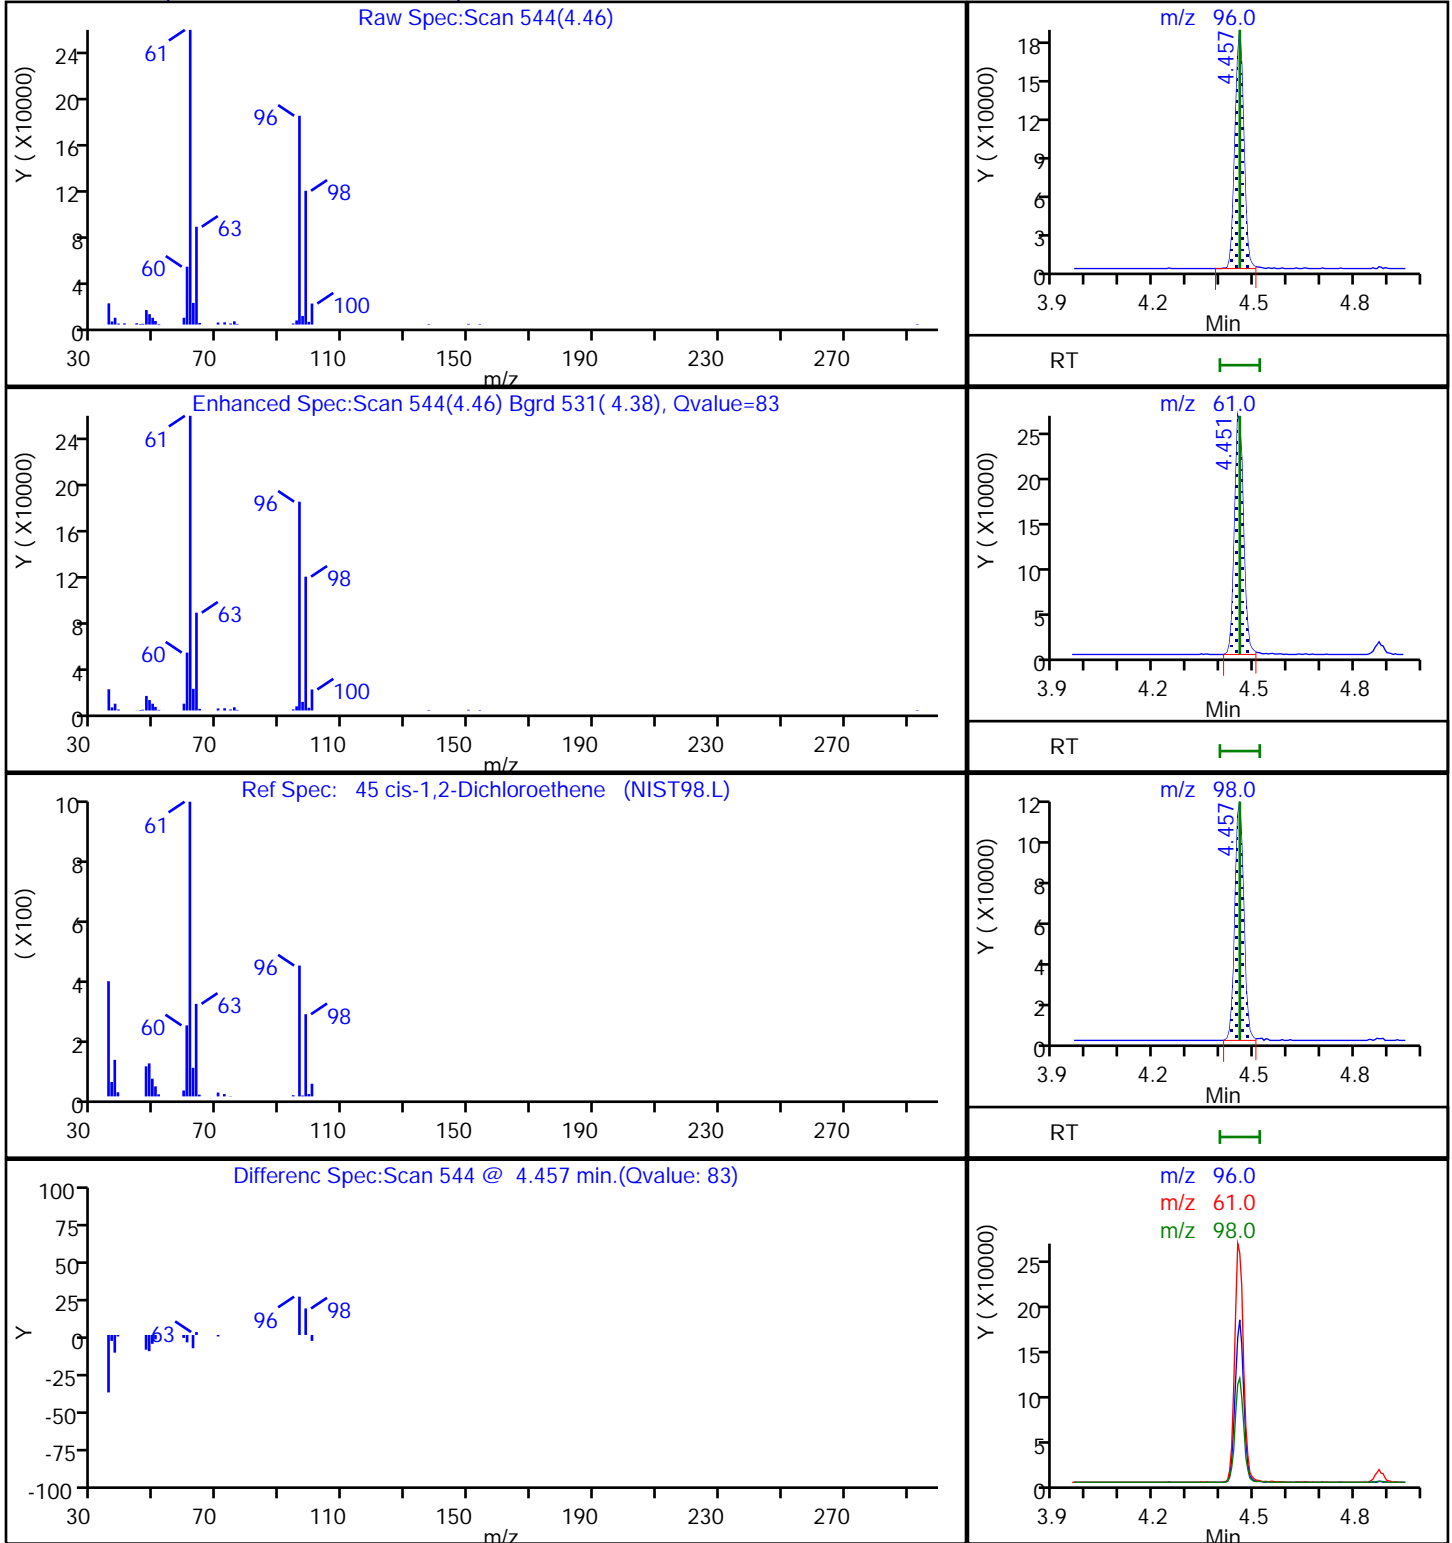 Raw Spec:Scan 544(4.46)
Y ( X10000)
24
20
16
12
8
4
0
61
96
98
63
60
100
30 70 110 150 190 230 270
m/z
m/z 96.0
Y ( X10000)
18
15
12
9
6
3
0
4.457
3.9 4.2 4.5 4.8
Min
RT
Enhanced Spec:Scan 544(4.46) Bgrd 531( 4.38), Qvalue=83
Y ( X10000)
24
20
16
12
8
4
0
61
96
98
63
60
100
30 70 110 150 190 230 270
m/z
m/z 61.0
Y ( X10000)
25
20
15
10
5
0
4.451
3.9 4.2 4.5 4.8
Min
RT
Ref Spec: 45 cis-1,2-Dichloroethene (NIST98.L)
( X100)
10
8
6
4
2
0
61
96
63
98
60
30 70 110 150 190 230 270
m/z
m/z 98.0
Y ( X10000)
12
10
8
6
4
2
0
4.457
3.9 4.2 4.5 4.8
Min
RT
Differenc Spec:Scan 544 @ 4.457 min.(Qvalue: 83)
Y
100
75
50
25
0
-25
-50
-75
-100
63
96
98
30 70 110 150 190 230 270
m/z
m/z 96.0
m/z 61.0
m/z 98.0
Y ( X10000)
25
20
15
10
5
0
3.9 4.2 4.5 4.8
Min